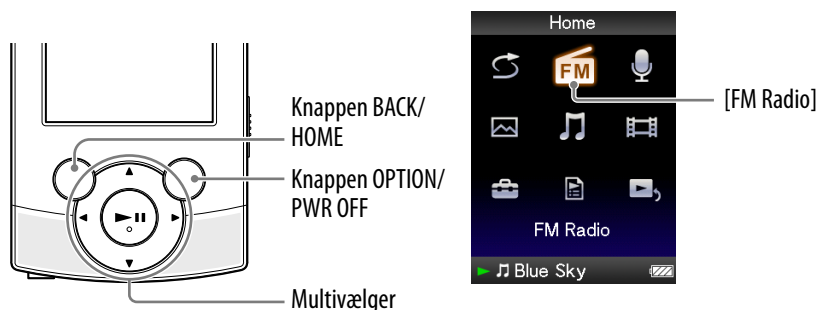 Knappen BACK/
HOME
Knappen OPTION/
PWR OFF
Multivælger
Home
FM
[FM Radio]
FM Radio
Blue Sky